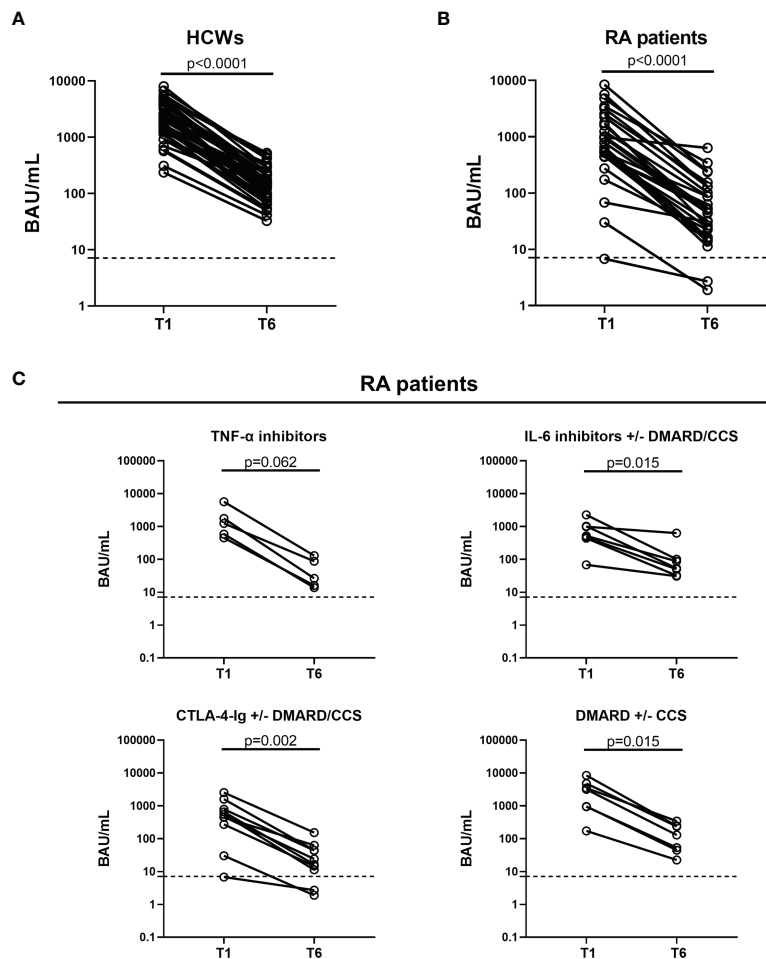 A
HCWs
p<0.0001
10000
1000
100
10
1
BAU/mL
T1 T6
B
RA patients
p<0.0001
10000
1000
100
10
1
BAU/mL
T1 T6
C
RA patients
TNF-α inhibitors
p=0.062
100000
10000
1000
100
10
1
0.1
BAU/mL
T1 T6
IL-6 inhibitors +/- DMARD/CCS
p=0.015
100000
10000
1000
100
10
1
0.1
BAU/mL
T1 T6
CTLA-4-Ig +/- DMARD/CCS
p=0.002
100000
10000
1000
100
10
1
0.1
BAU/mL
T1 T6
DMARD +/- CCS
p=0.015
100000
10000
1000
100
10
1
0.1
BAU/mL
T1 T6